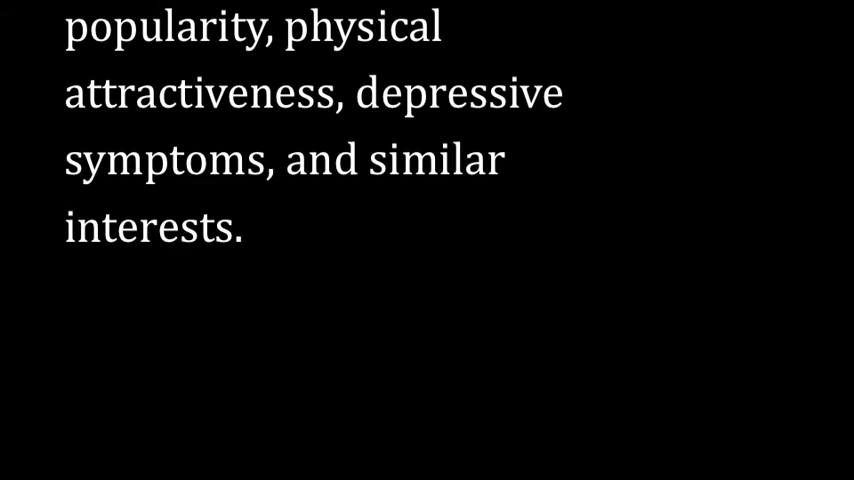 popularity, physical
attractiveness, depressive
symptoms, and similar
interests.